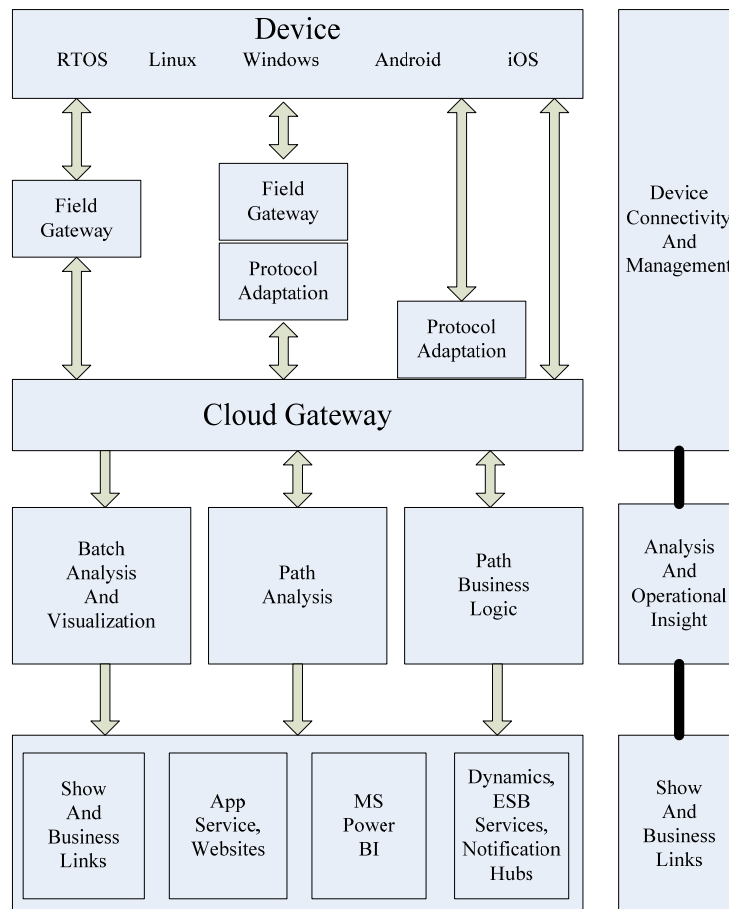 Device
RTOS Linux Windows Android iOS
Field
Gateway
Field
Gateway
Protocol
Adaptation
Protocol
Adaptation
Cloud Gateway
Batch
Analysis
And
Visualization
Path
Analysis
Path
Business
Logic
Show
And
Business
Links
App
Service,
Websites
MS
Power
BI
Dynamics,
ESB
Services,
Notification
Hubs
Device
Connectivity
And
Management
Analysis
And
Operational
Insight
Show
And
Business
Links